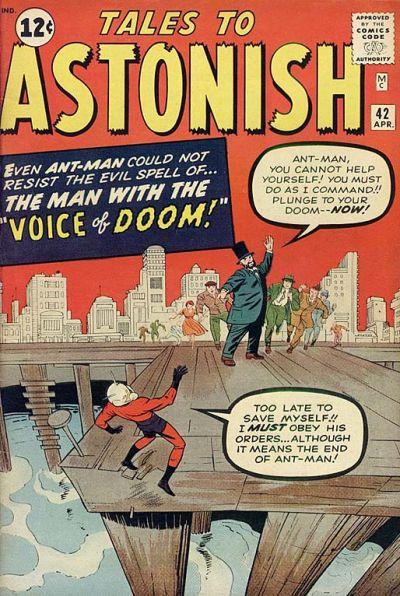 IND.
12¢
TALES TO
ASTONISH
APPROVED
BY THE
COMICS
CODE
AUTHORITY
M
C
42
APR.
EVEN ANT-MAN COULD NOT
RESIST THE EVIL SPELL OF...
THE MAN WITH THE
"VOICE of DOOM!"
ANT-MAN,
YOU CANNOT HELP
YOURSELF! YOU MUST
DO AS I COMMAND!!
PLUNGE TO YOUR
DOOM--NOW!
TOO LATE TO
SAVE MYSELF!!
I MUST OBEY HIS
ORDERS...ALTHOUGH
IT MEANS THE END
OF ANT-MAN!